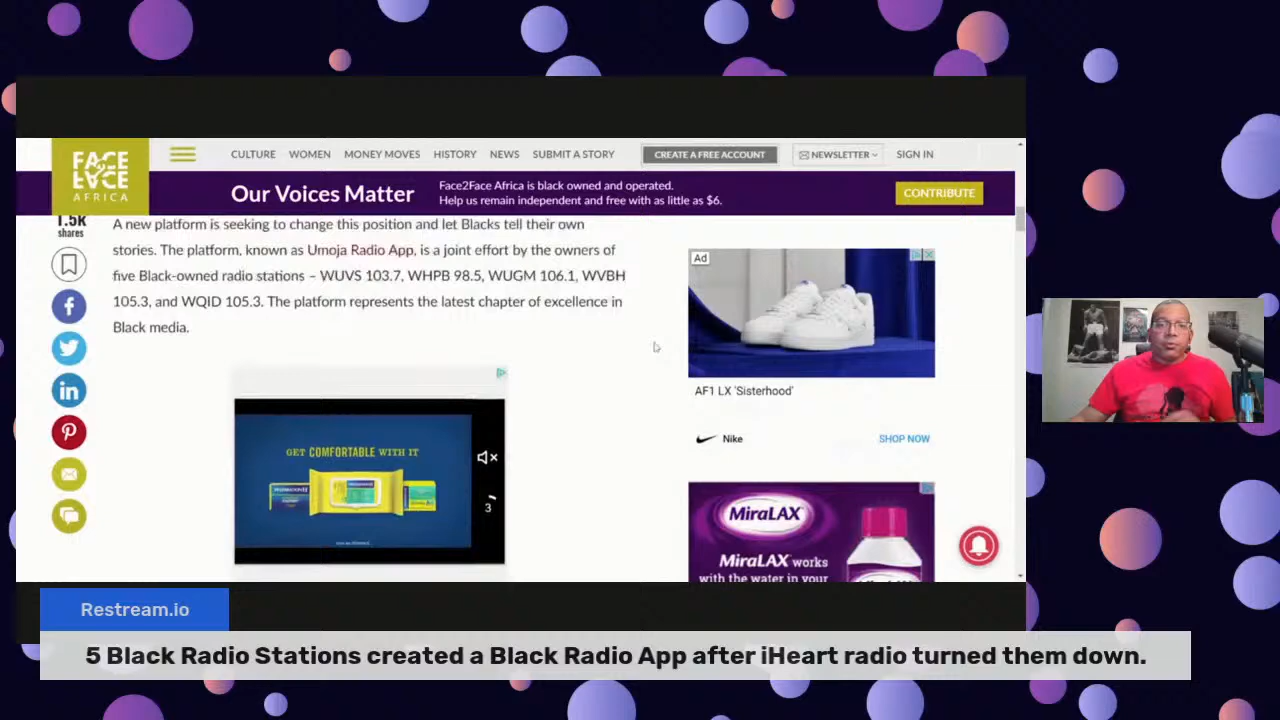 FACE
2
FACE
AFRICA
CULTURE WOMEN MONEY MOVES HISTORY NEWS SUBMIT A STORY CREATE A FREE ACCOUNT NEWSLETTER SIGN IN
Our Voices Matter
Face2Face Africa is black owned and operated.
Help us remain independent and free with as little as $6.
CONTRIBUTE
1.5K
shares
A new platform is seeking to change this position and let Blacks tell their own
stories. The platform, known as Umoja Radio App, is a joint effort by the owners of
five Black-owned radio stations – WUVS 103.7, WHPB 98.5, WUGM 106.1, WVBH
105.3, and WQID 105.3. The platform represents the latest chapter of excellence in
Black media.
GET COMFORTABLE WITH IT
3
Ad
AF1 LX 'Sisterhood'
Nike SHOP NOW
MiraLAX
MiraLAX works
with the water in your
Restream.io
5 Black Radio Stations created a Black Radio App after iHeart radio turned them down.